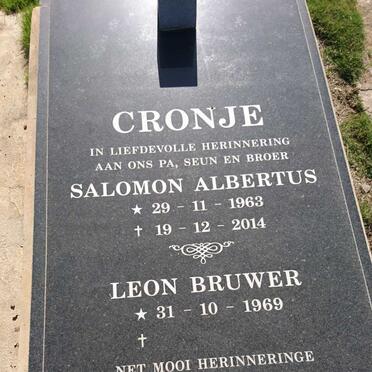 CRONJE
IN LIEFDEVOLLE HERINNERING
AAN ONS PA, SEUN EN BROER
SALOMON ALBERTUS
★ 29 - 11 - 1963
† 19 - 12 - 2014
LEON BRUWER
★ 31 - 10 - 1969
†
NET MOOI HERINNERINGE